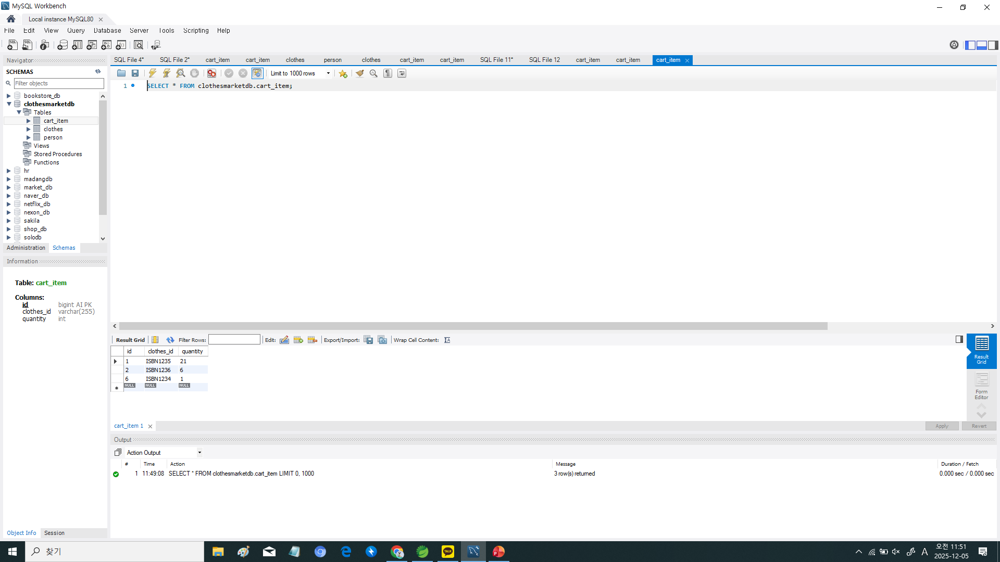 MySQL Workbench
Local instance MySQL80
File Edit View Query Database Server Tools Scripting Help
Navigator
SCHEMAS
Filter objects
bookstore_db
clothesmarketdb
Tables
cart_item
clothes
person
Views
Stored Procedures
Functions
hr
madangdb
market_db
naver_db
netflix_db
nexon_db
sakila
shop_db
solodb
Administration Schemas
Information
Table: cart_item
Columns:
id bigint AI PK
clothes_id varchar(255)
quantity int
Object Info Session
SQL File 4* SQL File 2* cart_item cart_item clothes person clothes cart_item cart_item SQL File 11* SQL File 12 cart_item cart_item cart_item
Limit to 1000 rows
1 SELECT * FROM clothesmarketdb.cart_item;
Result Grid Filter Rows: Edit: Export/Import: Wrap Cell Content:
id clothes_id quantity
1 ISBN1235 21
2 ISBN1236 6
6 ISBN1234 1
NULL NULL NULL
Result
Grid
Form
Editor
cart_item 1
Apply Revert
Output
Action Output
# Time Action Message Duration / Fetch
1 11:49:08 SELECT * FROM clothesmarketdb.cart_item LIMIT 0, 1000 3 row(s) returned 0.000 sec / 0.000 sec
찾기
TALK
A
오전 11:51
2025-12-05